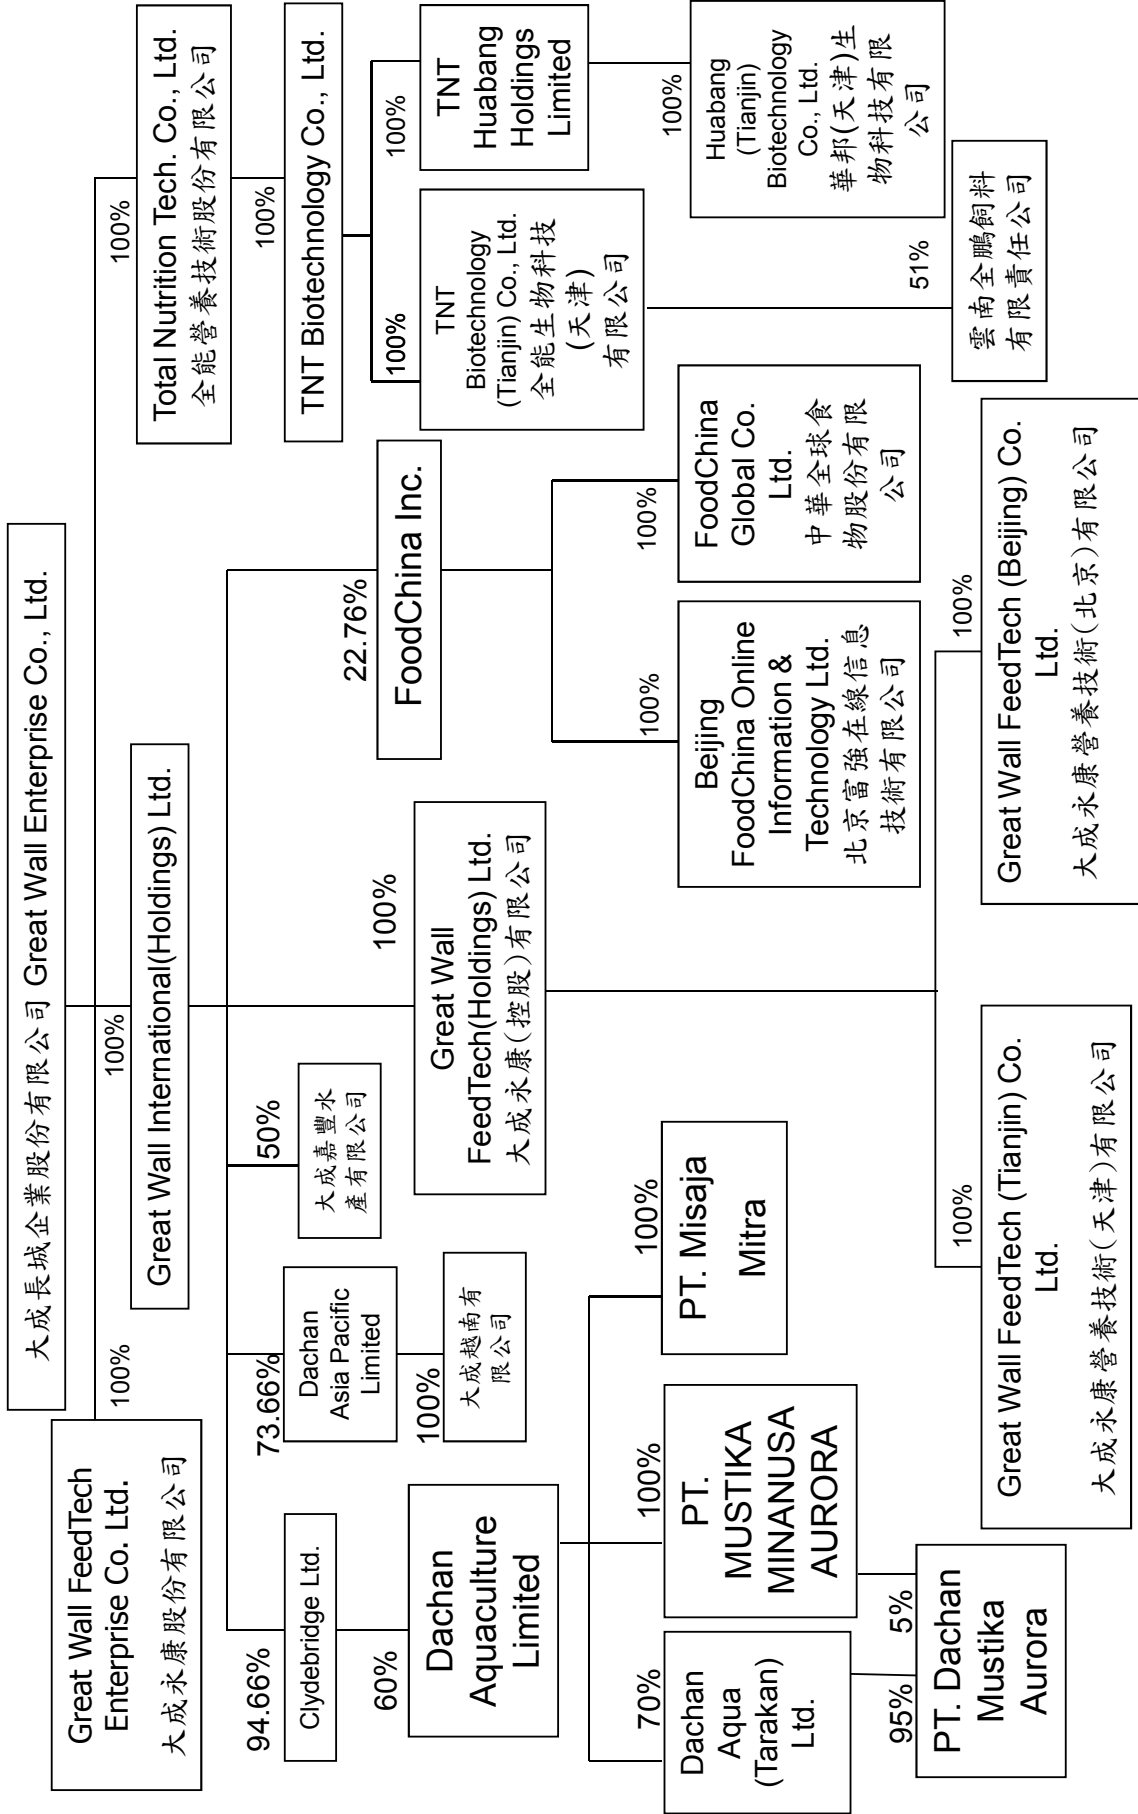 大成長城企業股份有限公司 Great Wall Enterprise Co., Ltd.
Great Wall FeedTech
Enterprise Co. Ltd.
大成永康股份有限公司
100%
100%
Great Wall International(Holdings) Ltd.
100%
Total Nutrition Tech. Co., Ltd.
全能營養技術股份有限公司
100%
TNT Biotechnology Co., Ltd.
94.66%
Clydebridge Ltd.
73.66%
Dachan
Asia Pacific
Limited
100%
大成越南有
限公司
50%
大成嘉豐水
產有限公司
100%
Great Wall
FeedTech(Holdings) Ltd.
大成永康(控股)有限公司
22.76%
FoodChina Inc.
100%
TNT
Biotechnology
(Tianjin) Co., Ltd.
全能生物科技
(天津)
有限公司
100%
TNT
Huabang
Holdings
Limited
60%
Dachan
Aquaculture
Limited
70%
Dachan
Aqua
(Tarakan)
Ltd.
100%
PT.
MUSTIKA
MINANUSA
AURORA
100%
PT. Misaja
Mitra
100%
Beijing
FoodChina Online
Information &
Technology Ltd.
北京富強在線信息
技術有限公司
100%
FoodChina
Global Co.
Ltd.
中華全球食
物股份有限
公司
100%
Huabang
(Tianjin)
Biotechnology
Co., Ltd.
華邦(天津)生
物科技有限
公司
51%
雲南全鵬飼料
有限責任公司
95%
5%
PT. Dachan
Mustika
Aurora
100%
Great Wall FeedTech (Tianjin) Co.
Ltd.
大成永康營養技術(天津)有限公司
100%
Great Wall FeedTech (Beijing) Co.
Ltd.
大成永康營養技術(北京)有限公司